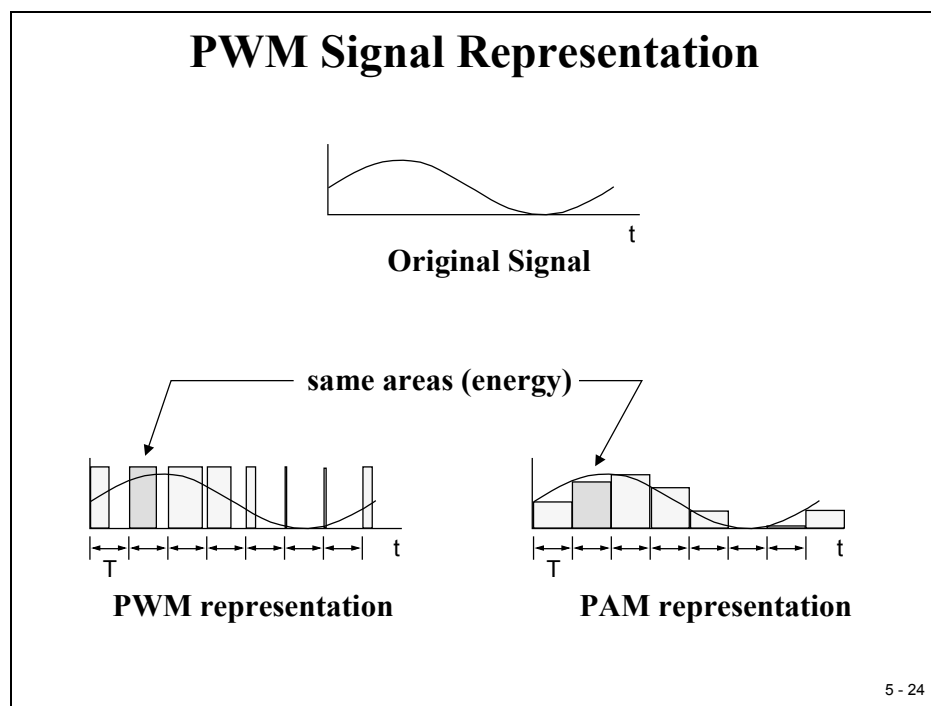 PWM Signal Representation
t
Original Signal
same areas (energy)
t
T
PWM representation
t
T
PAM representation
5 - 24